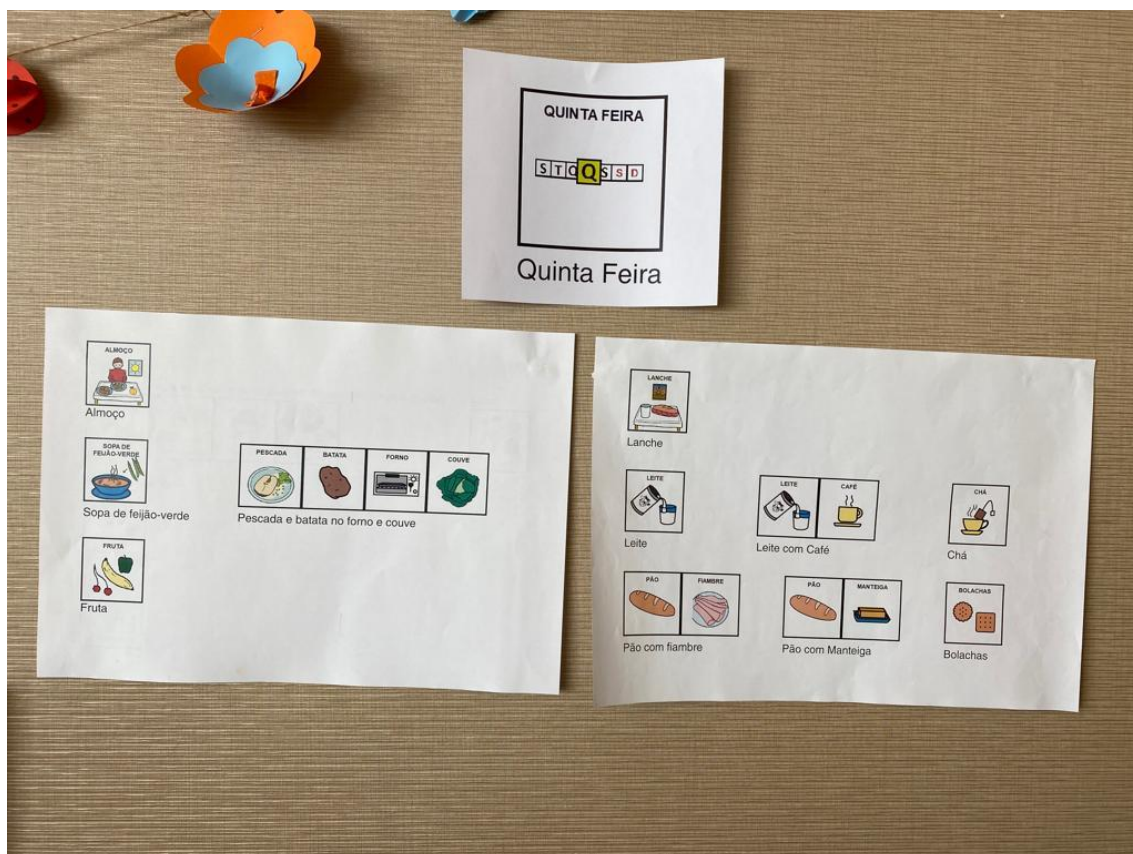 QUINTA FEIRA
S T Q Q S S D
Quinta Feira
ALMOÇO
Almoço
SOPA DE
FEIJÃO-VERDE
Sopa de feijão-verde
PESCADA BATATA FORNO COUVE
Pescada e batata no forno e couve
FRUTA
Fruta
LANCHE
Lanche
LEITE
Leite
LEITE CAFÉ
Leite com Café
CHÁ
Chá
PÃO FIAMBRE
Pão com fiambre
PÃO MANTEIGA
Pão com Manteiga
BOLACHAS
Bolachas